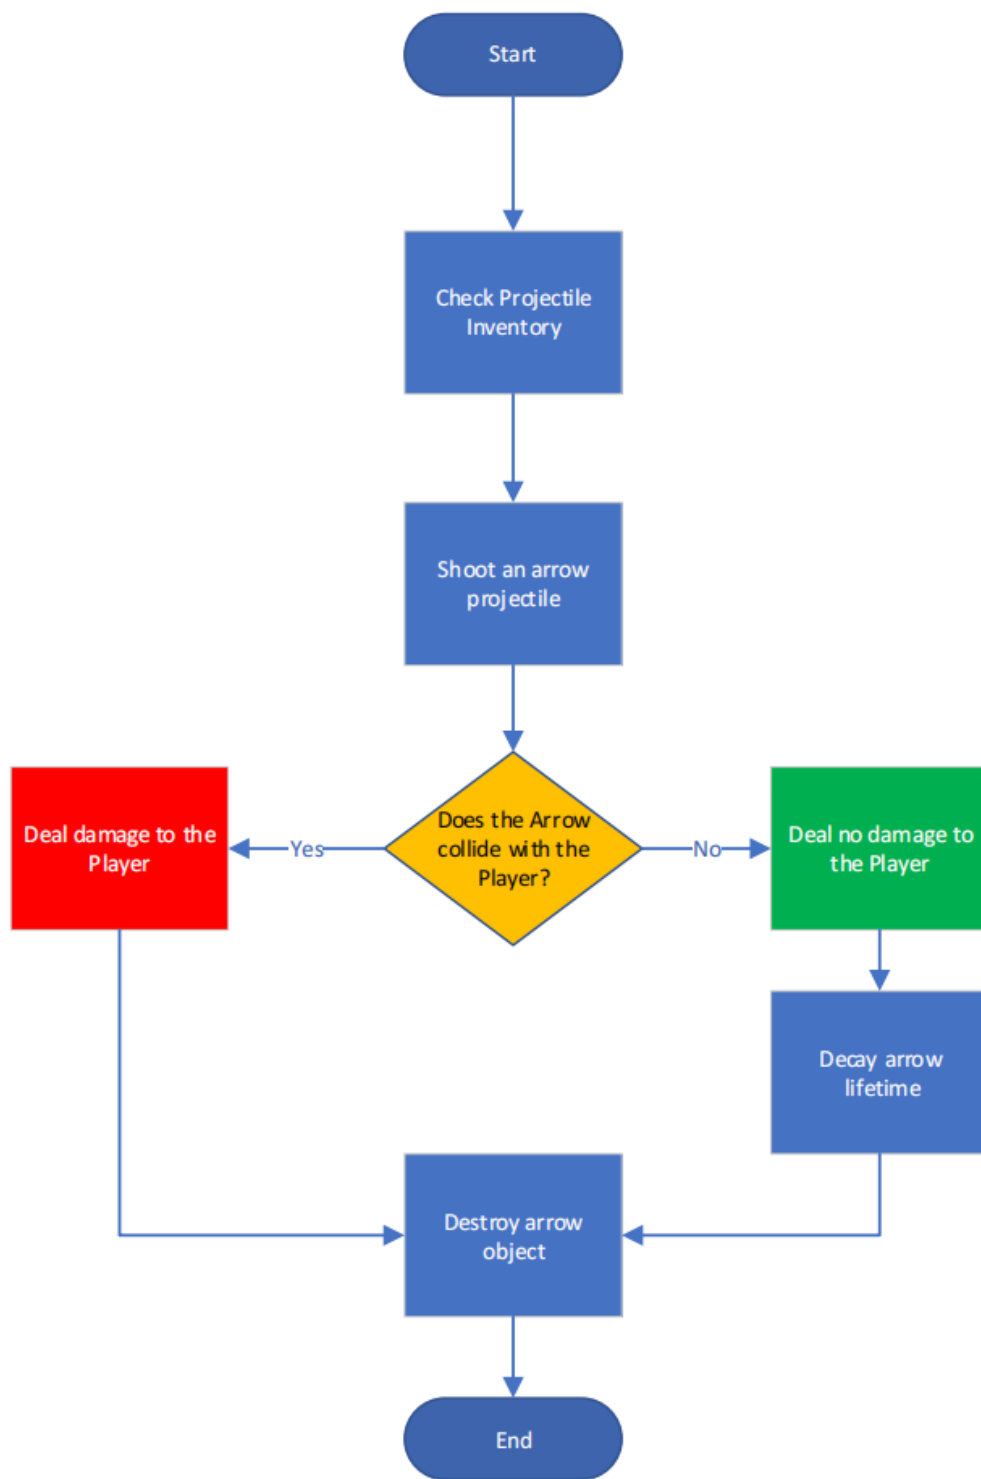 Start
Check Projectile
Inventory
Shoot an arrow
projectile
Does the Arrow
collide with the
Player?
Yes
No
Deal damage to the
Player
Deal no damage to
the Player
Decay arrow
lifetime
Destroy arrow
object
End